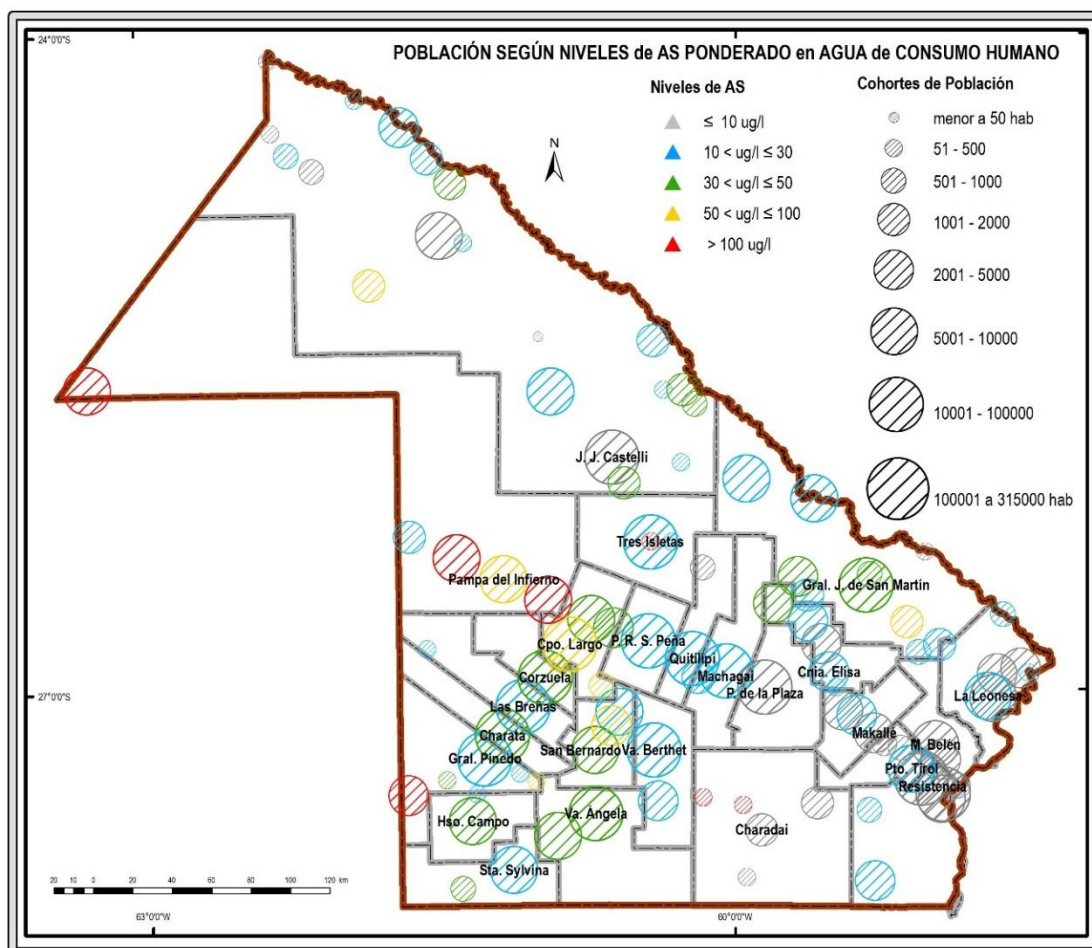 24°0'0"S
POBLACIÓN SEGÚN NIVELES de AS PONDERADO en AGUA de CONSUMO HUMANO
Niveles de AS
≤ 10 ug/l
10 < ug/l ≤ 30
30 < ug/l ≤ 50
50 < ug/l ≤ 100
> 100 ug/l
Cohortes de Población
menor a 50 hab
51 - 500
501 - 1000
1001 - 2000
2001 - 5000
5001 - 10000
10001 - 100000
100001 a 315000 hab
N
J. J. Castelli
Tres Isletas
Pampa del Infierno
Gral. J. de San Martín
Cpo. Largo
P. R. S. Peña
Quitilipi
Machagai
P. de la Plaza
Cnia. Elisa
La Leonesa
Corzuela
Las Breñas
Charata
Gral. Pinedo
San Bernardo
Va. Berthet
Makallé
M. Belén
Pto. Tirol
Resistencia
Hso. Campo
Va. Ángela
Charadai
Sta. Sylvina
27°0'0"S
20 10 0 20 40 60 80 100 120 km
63°0'0"W
60°0'0"W